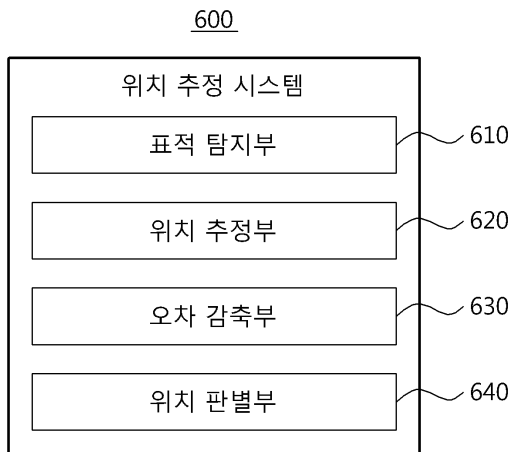 600
위치 추정 시스템
표적 탐지부 610
위치 추정부 620
오차 감축부 630
위치 판별부 640